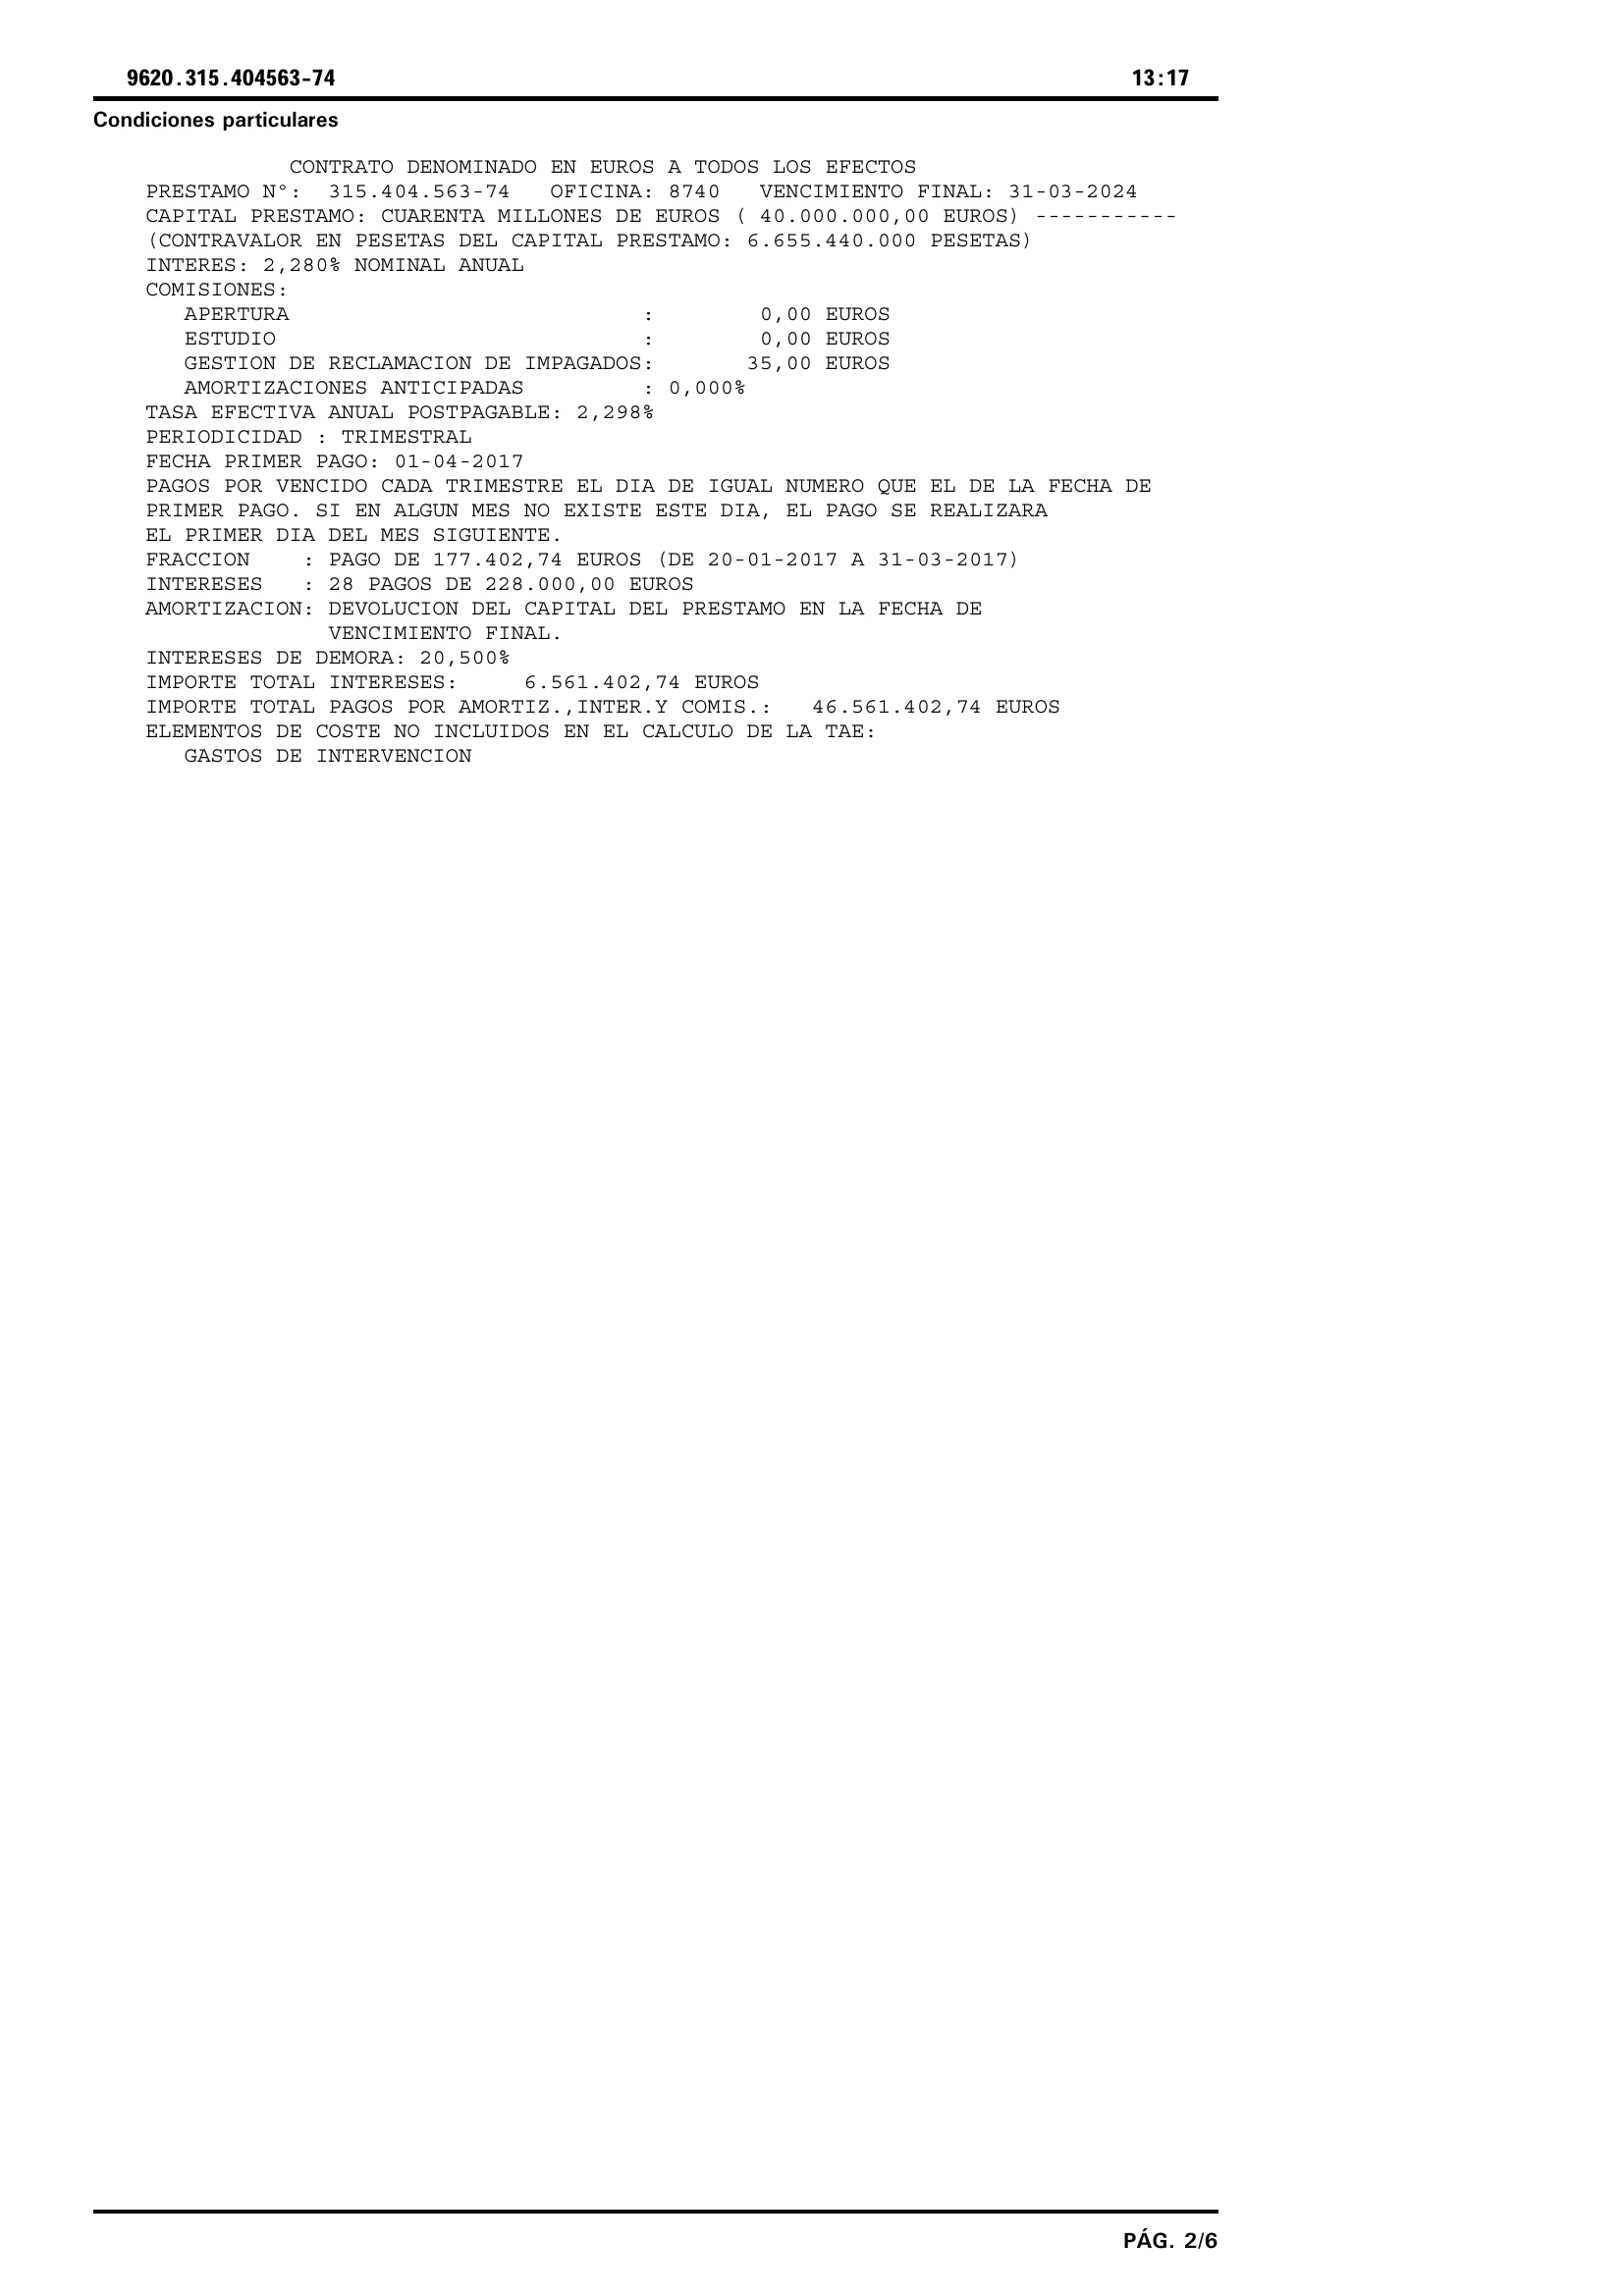 9620.315.404563-74 13:17
Condiciones particulares
CONTRATO DENOMINADO EN EUROS A TODOS LOS EFECTOS
PRESTAMO Nº: 315.404.563-74 OFICINA: 8740 VENCIMIENTO FINAL: 31-03-2024
CAPITAL PRESTAMO: CUARENTA MILLONES DE EUROS ( 40.000.000,00 EUROS) -----------
(CONTRAVALOR EN PESETAS DEL CAPITAL PRESTAMO: 6.655.440.000 PESETAS)
INTERES: 2,280% NOMINAL ANUAL
COMISIONES:
APERTURA : 0,00 EUROS
ESTUDIO : 0,00 EUROS
GESTION DE RECLAMACION DE IMPAGADOS: 35,00 EUROS
AMORTIZACIONES ANTICIPADAS : 0,000%
TASA EFECTIVA ANUAL POSTPAGABLE: 2,298%
PERIODICIDAD : TRIMESTRAL
FECHA PRIMER PAGO: 01-04-2017
PAGOS POR VENCIDO CADA TRIMESTRE EL DIA DE IGUAL NUMERO QUE EL DE LA FECHA DE
PRIMER PAGO. SI EN ALGUN MES NO EXISTE ESTE DIA, EL PAGO SE REALIZARA
EL PRIMER DIA DEL MES SIGUIENTE.
FRACCION : PAGO DE 177.402,74 EUROS (DE 20-01-2017 A 31-03-2017)
INTERESES : 28 PAGOS DE 228.000,00 EUROS
AMORTIZACION: DEVOLUCION DEL CAPITAL DEL PRESTAMO EN LA FECHA DE
VENCIMIENTO FINAL.
INTERESES DE DEMORA: 20,500%
IMPORTE TOTAL INTERESES: 6.561.402,74 EUROS
IMPORTE TOTAL PAGOS POR AMORTIZ.,INTER.Y COMIS.: 46.561.402,74 EUROS
ELEMENTOS DE COSTE NO INCLUIDOS EN EL CALCULO DE LA TAE:
GASTOS DE INTERVENCION
PÁG. 2/6